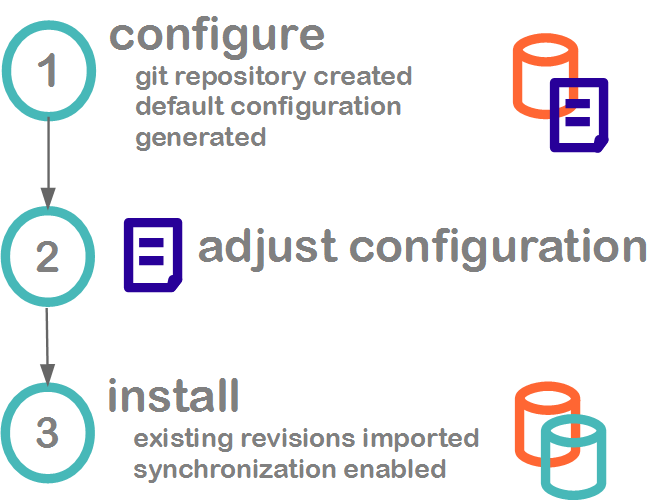 1
configure
git repository created
default configuration
generated
2
adjust configuration
3
install
existing revisions imported
synchronization enabled